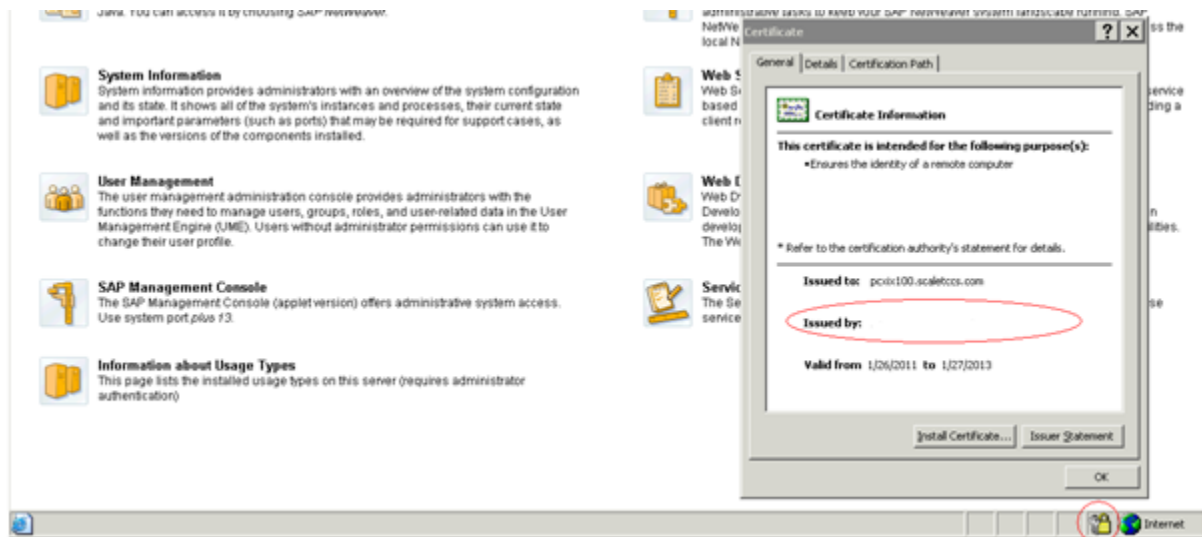 Java. You can access it by choosing SAP NetWeaver.
System Information
System information provides administrators with an overview of the system configuration
and its state. It shows all of the system's instances and processes, their current state
and important parameters (such as ports) that may be required for support cases, as
well as the versions of the components installed.
User Management
The user management administration console provides administrators with the
functions they need to manage users, groups, roles, and user-related data in the User
Management Engine (UME). Users without administrator permissions can use it to
change their user profile.
SAP Management Console
The SAP Management Console (applet version) offers administrative system access.
Use system port plus 13.
Information about Usage Types
This page lists the installed usage types on this server (requires administrator
authentication)
administrative tasks to keep your SAP NetWeaver system landscape running. SAP
NetWe
ss the
local N
Web S
Web Se
ervice
based
ding a
client r
Web D
Web Dy
Develo
n
develop
ilities.
The We
Servic
The Se
se
service
Certificate
General
Details
Certification Path
Certificate Information
This certificate is intended for the following purpose(s):
•Ensures the identity of a remote computer
* Refer to the certification authority's statement for details.
Issued to:
Issued by:
Valid from 1/26/2011 to 1/27/2013
Install Certificate...
Issuer Statement
OK
Internet